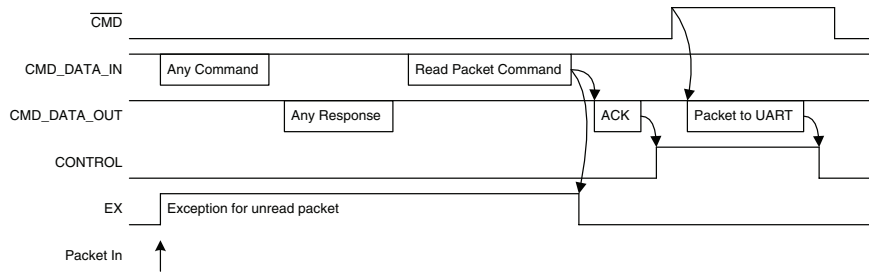 CMD
CMD_DATA_IN
Any Command
Read Packet Command
CMD_DATA_OUT
Any Response
ACK
Packet to UART
CONTROL
EX
Exception for unread packet
Packet In